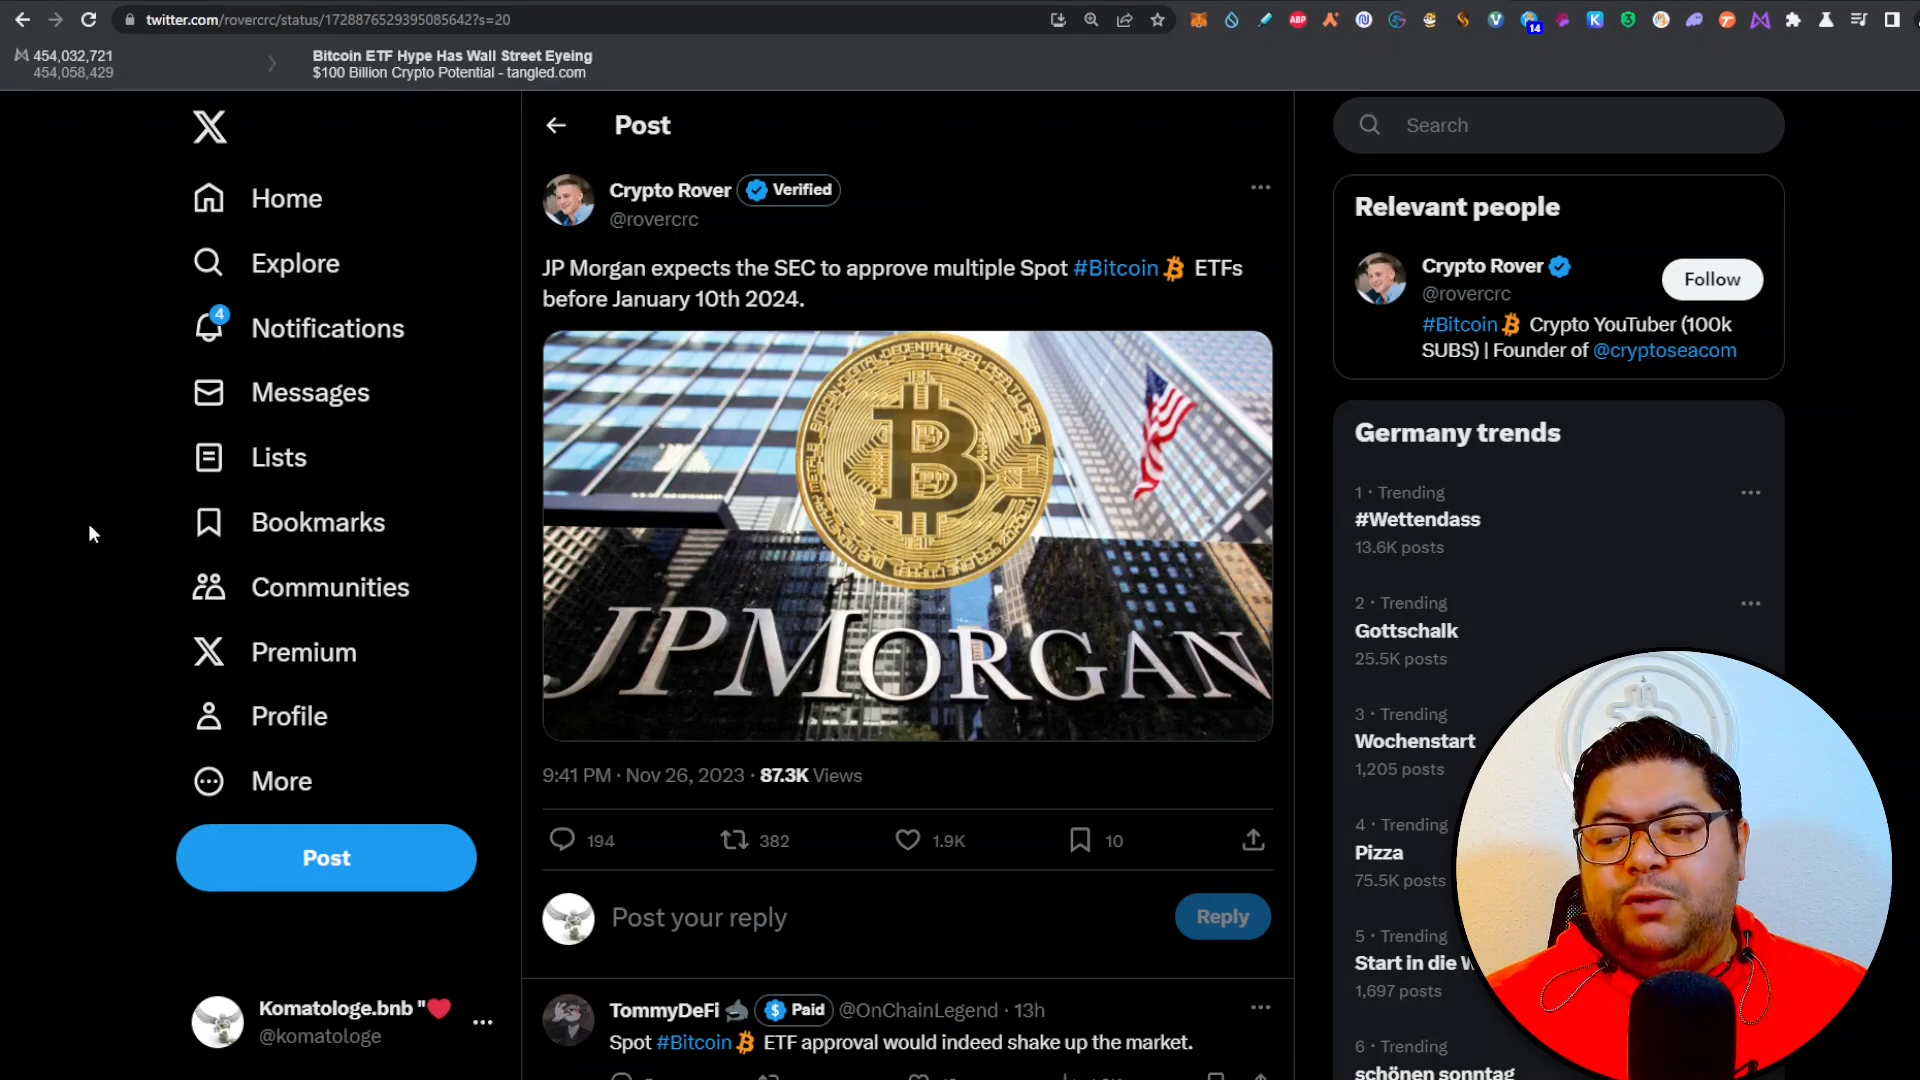 twitter.com/rovercrc/status/1728876529395085642?s=20
ABP
14
454,032,721
454,058,429
Bitcoin ETF Hype Has Wall Street Eyeing
$100 Billion Crypto Potential - tangled.com
Home
Explore
4
Notifications
Messages
Lists
Bookmarks
Communities
Premium
Profile
More
Post
Komatologe.bnb "❤
@komatologe
Post
Crypto Rover Verified
@rovercrc
JP Morgan expects the SEC to approve multiple Spot #Bitcoin ETFs
before January 10th 2024.
JPMORGAN
9:41 PM · Nov 26, 2023 · 87.3K Views
194 382 1.9K 10
Post your reply
Reply
TommyDeFi Paid @OnChainLegend · 13h
Spot #Bitcoin ETF approval would indeed shake up the market.
Search
Relevant people
Crypto Rover
@rovercrc
Follow
#Bitcoin Crypto YouTuber (100k
SUBS) | Founder of @cryptoseacom
Germany trends
1 · Trending
#Wettendass
13.6K posts
2 · Trending
Gottschalk
25.5K posts
3 · Trending
Wochenstart
1,205 posts
4 · Trending
Pizza
75.5K posts
5 · Trending
Start in die
1,697 posts
6 · Trending
schönen sonntag